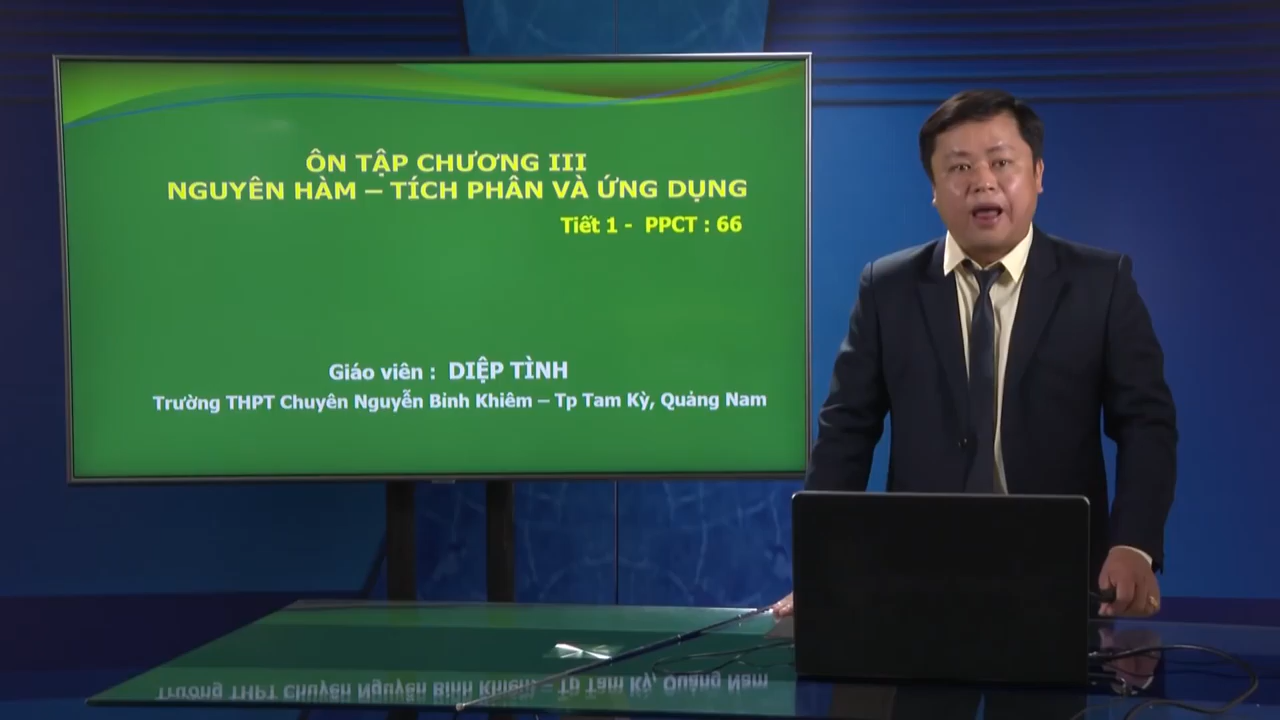 ÔN TẬP CHƯƠNG III
NGUYÊN HÀM – TÍCH PHÂN VÀ ỨNG DỤNG
Tiết 1 - PPCT : 66
Giáo viên : DIỆP TÌNH
Trường THPT Chuyên Nguyễn Bỉnh Khiêm – Tp Tam Kỳ, Quảng Nam